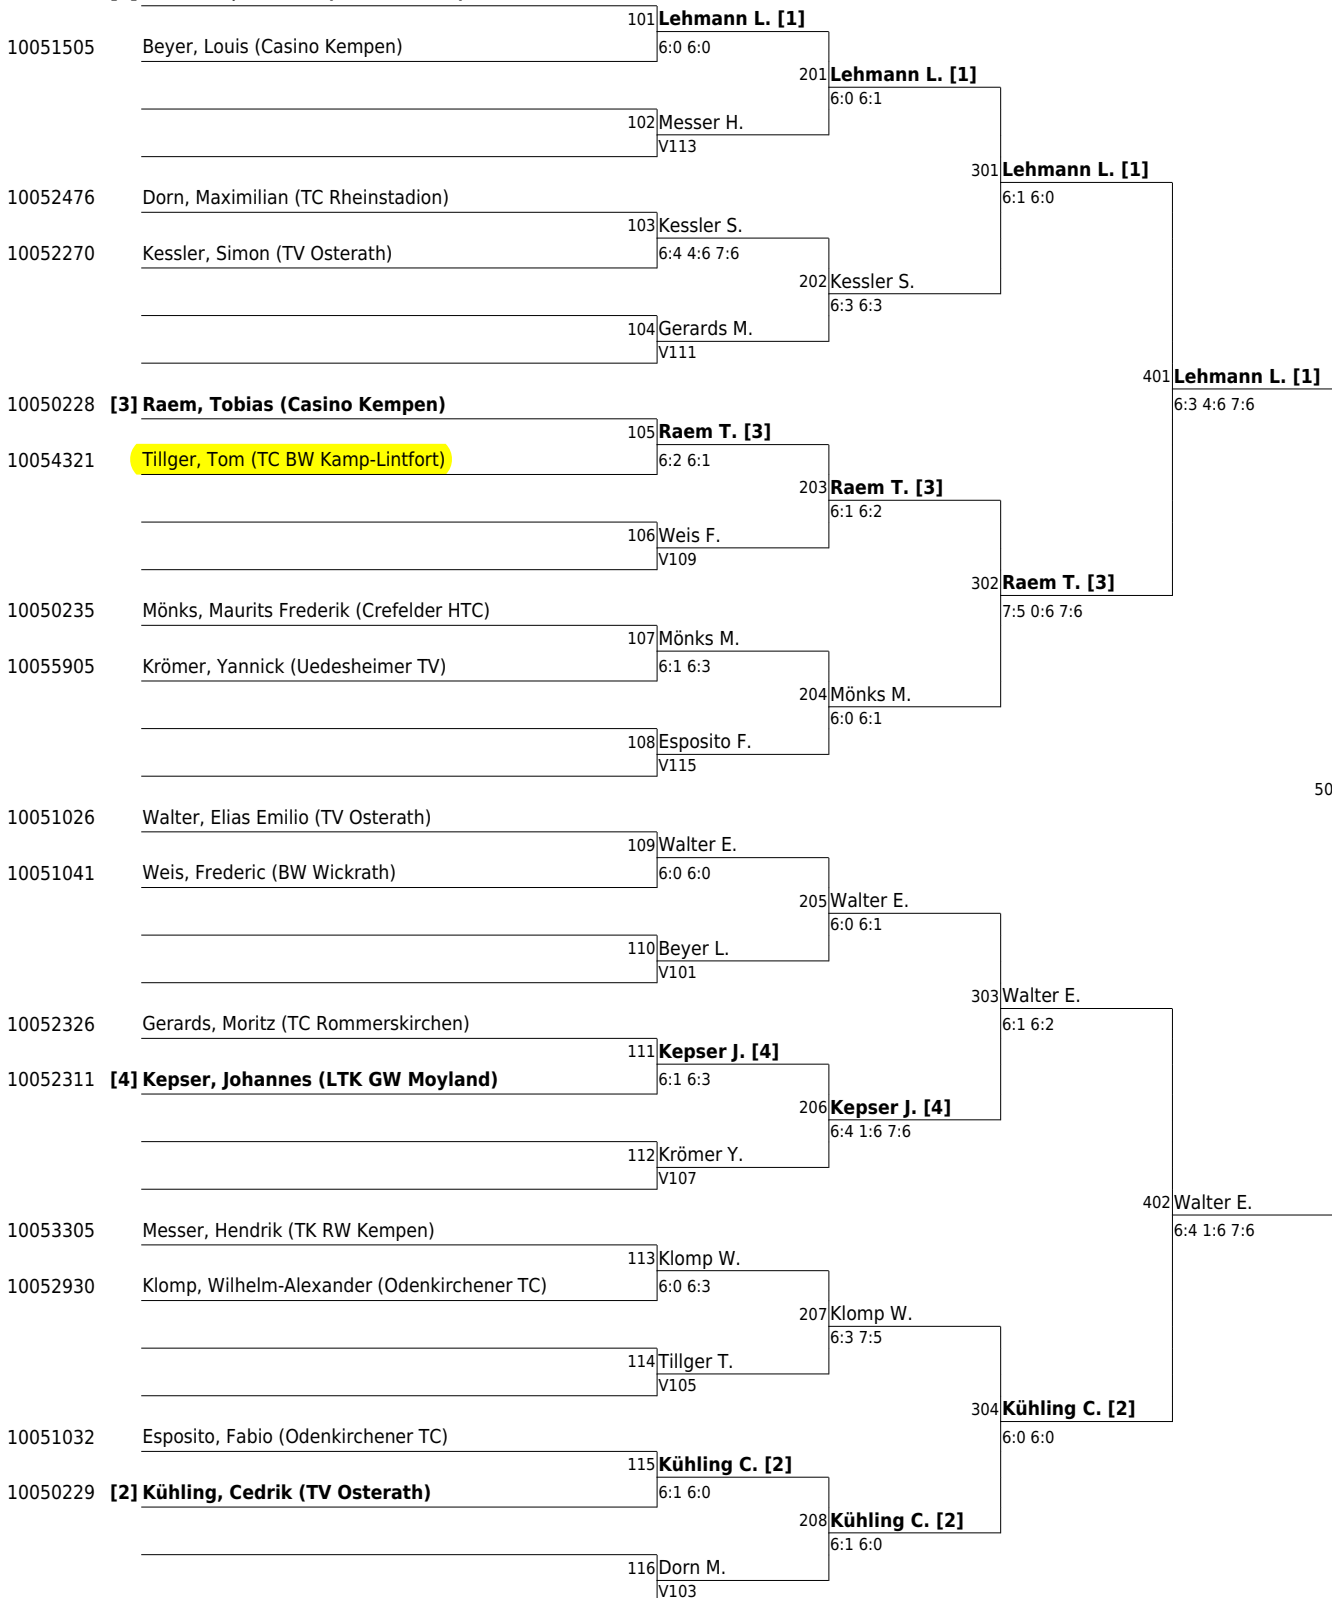 101 Lehmann L. [1]
10051505 Beyer, Louis (Casino Kempen) 6:0 6:0
201 Lehmann L. [1]
6:0 6:1
102 Messer H.
V113
301 Lehmann L. [1]
6:1 6:0
10052476 Dorn, Maximilian (TC Rheinstadion)
103 Kessler S.
10052270 Kessler, Simon (TV Osterath) 6:4 4:6 7:6
202 Kessler S.
6:3 6:3
104 Gerards M.
V111
401 Lehmann L. [1]
6:3 4:6 7:6
10050228 [3] Raem, Tobias (Casino Kempen)
105 Raem T. [3]
10054321 Tillger, Tom (TC BW Kamp-Lintfort) 6:2 6:1
203 Raem T. [3]
6:1 6:2
106 Weis F.
V109
302 Raem T. [3]
7:5 0:6 7:6
10050235 Mönks, Maurits Frederik (Crefelder HTC)
107 Mönks M.
10055905 Krömer, Yannick (Uedesheimer TV) 6:1 6:3
204 Mönks M.
6:0 6:1
108 Esposito F.
V115
50
10051026 Walter, Elias Emilio (TV Osterath)
109 Walter E.
10051041 Weis, Frederic (BW Wickrath) 6:0 6:0
205 Walter E.
6:0 6:1
110 Beyer L.
V101
303 Walter E.
6:1 6:2
10052326 Gerards, Moritz (TC Rommerskirchen)
111 Kepser J. [4]
10052311 [4] Kepser, Johannes (LTK GW Moyland) 6:1 6:3
206 Kepser J. [4]
6:4 1:6 7:6
112 Krömer Y.
V107
402 Walter E.
6:4 1:6 7:6
10053305 Messer, Hendrik (TK RW Kempen)
113 Klomp W.
10052930 Klomp, Wilhelm-Alexander (Odenkirchener TC) 6:0 6:3
207 Klomp W.
6:3 7:5
114 Tillger T.
V105
304 Kühling C. [2]
6:0 6:0
10051032 Esposito, Fabio (Odenkirchener TC)
115 Kühling C. [2]
10050229 [2] Kühling, Cedrik (TV Osterath) 6:1 6:0
208 Kühling C. [2]
6:1 6:0
116 Dorn M.
V103